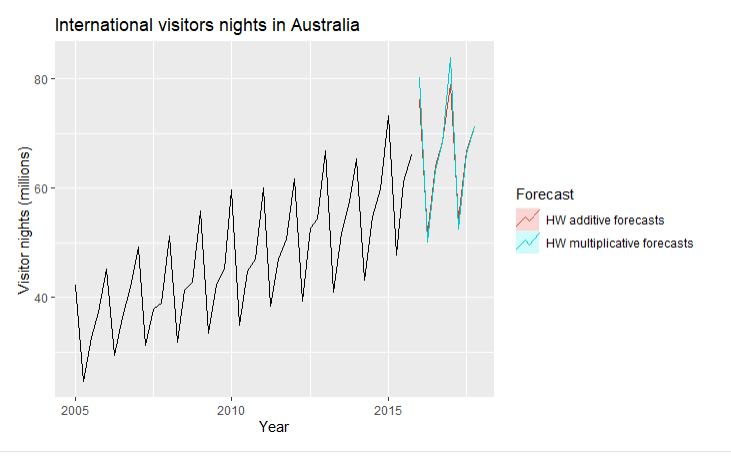 International visitors nights in Australia
Visitor nights (millions)
80
60
40
2005
2010
2015
Year
Forecast
HW additive forecasts
HW multiplicative forecasts